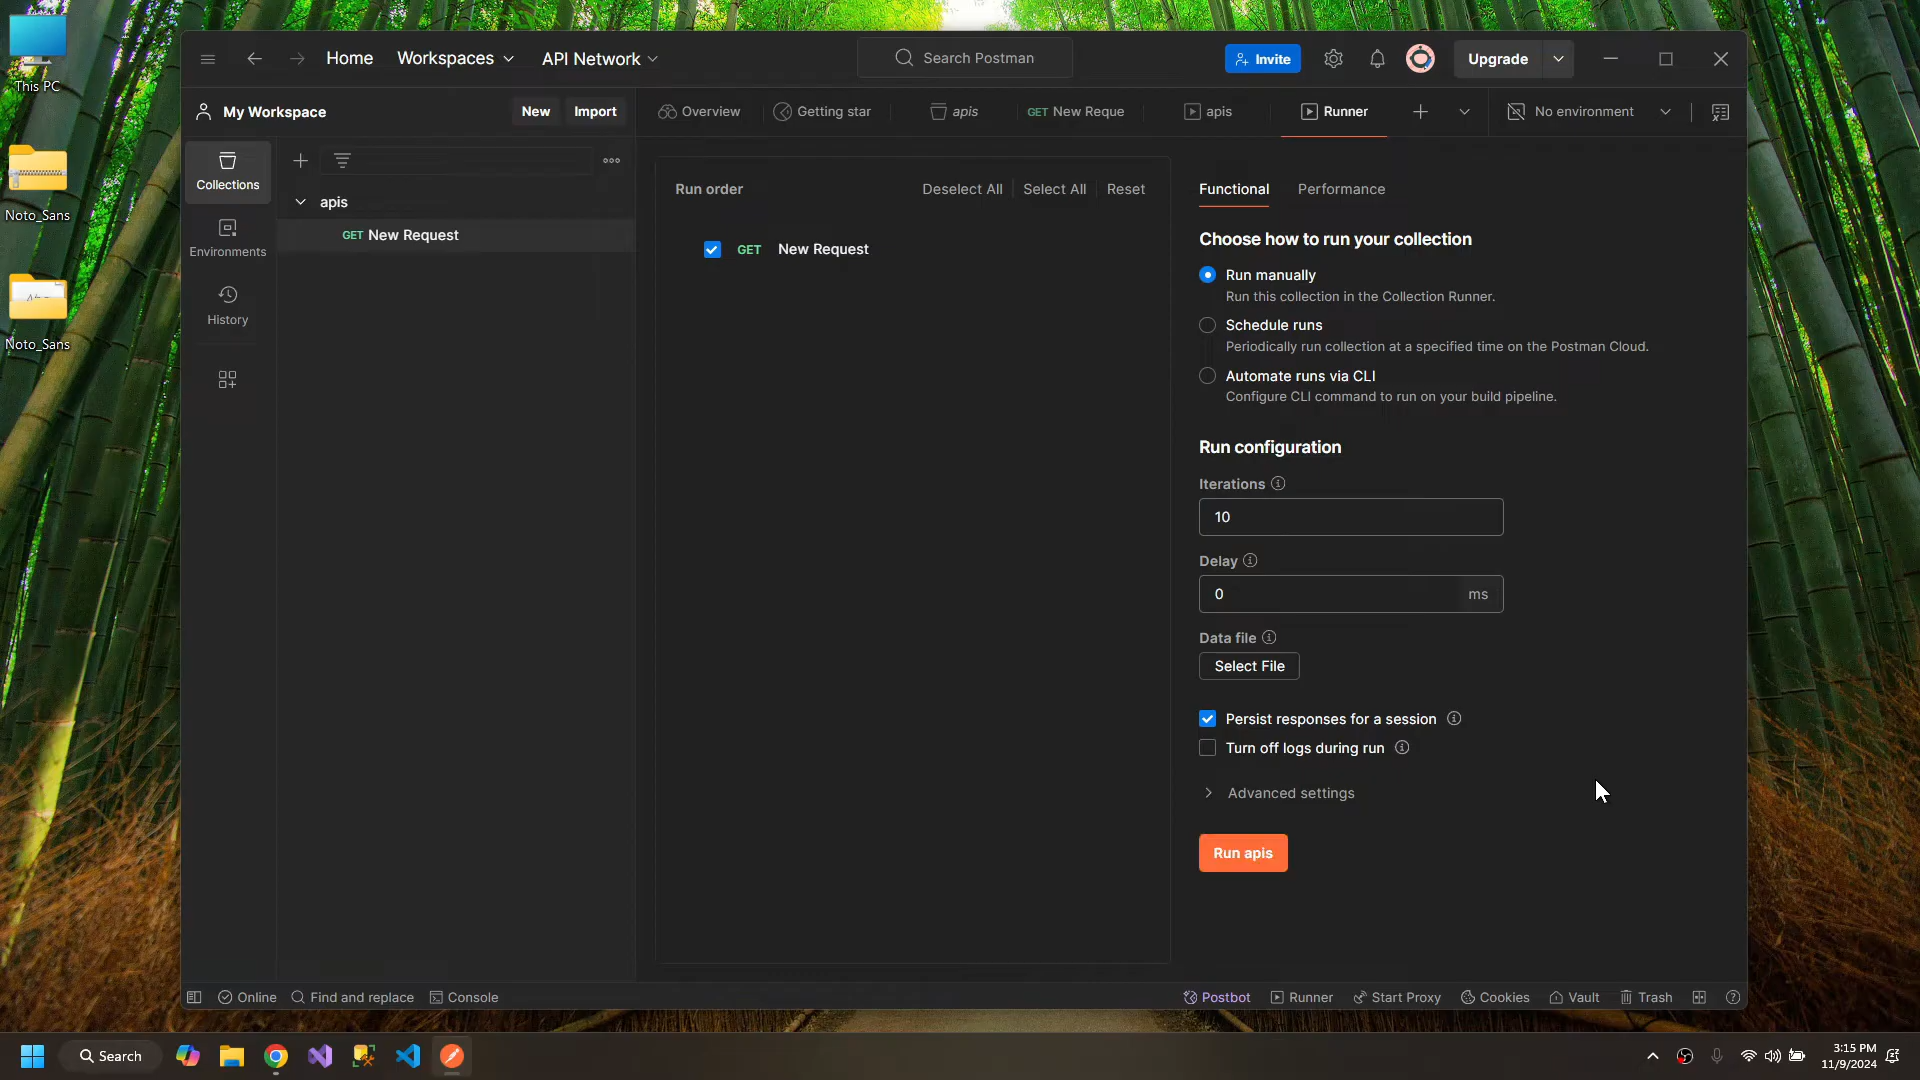 This PC
Noto_Sans
Noto_Sans
Home
Workspaces
API Network
Search Postman
Invite
Upgrade
My Workspace
New
Import
Overview
Getting star
apis
GET New Reque
apis
Runner
No environment
Collections
Environments
History
apis
GET New Request
Run order
Deselect All
Select All
Reset
GET New Request
Functional
Performance
Choose how to run your collection
Run manually
Run this collection in the Collection Runner.
Schedule runs
Periodically run collection at a specified time on the Postman Cloud.
Automate runs via CLI
Configure CLI command to run on your build pipeline.
Run configuration
Iterations
10
Delay
0
ms
Data file
Select File
Persist responses for a session
Turn off logs during run
Advanced settings
Run apis
Online
Find and replace
Console
Postbot
Runner
Start Proxy
Cookies
Vault
Trash
Search
3:15 PM
11/9/2024